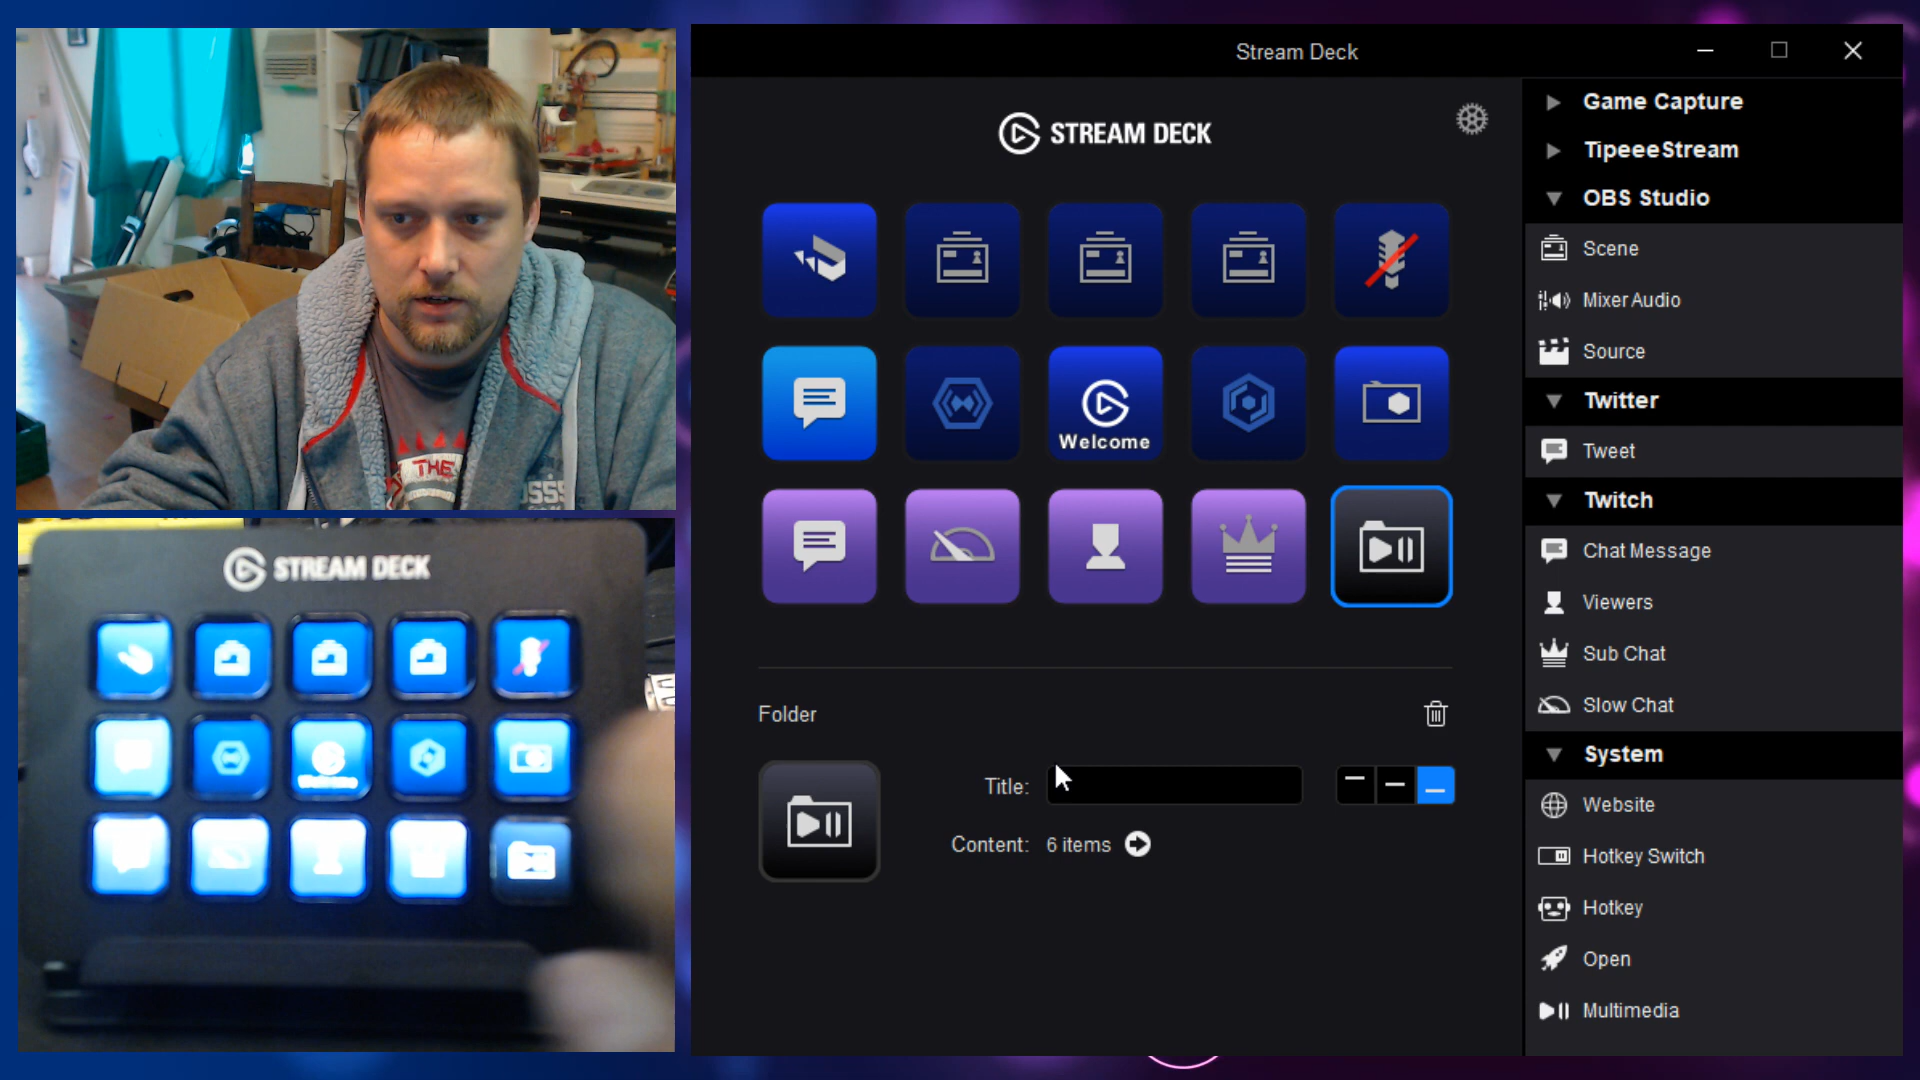 Stream Deck
STREAM DECK
Welcome
Folder
Title:
Content: 6 items
Game Capture
TipeeeStream
OBS Studio
Scene
Mixer Audio
Source
Twitter
Tweet
Twitch
Chat Message
Viewers
Sub Chat
Slow Chat
System
Website
Hotkey Switch
Hotkey
Open
Multimedia
THE
STREAM DECK
Welcome